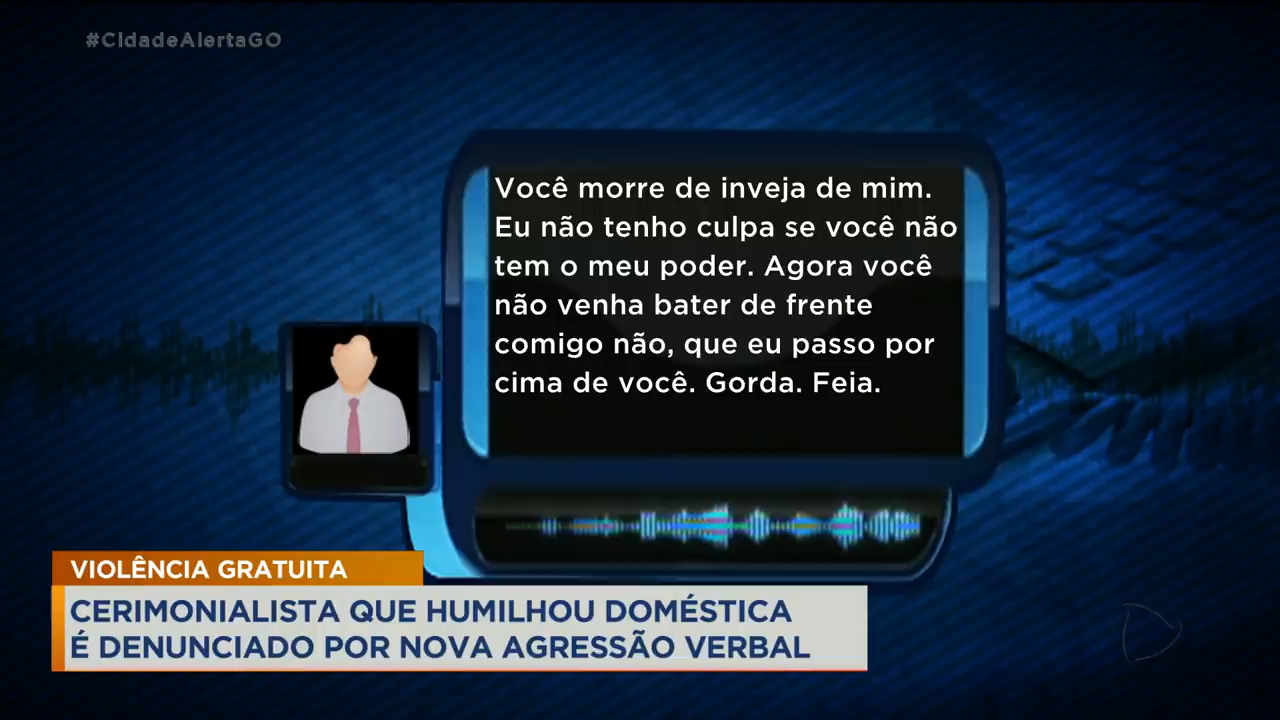 #CidadeAlertaGO
Você morre de inveja de mim.
Eu não tenho culpa se você não
tem o meu poder. Agora você
não venha bater de frente
comigo não, que eu passo por
cima de você. Gorda. Feia.
VIOLÊNCIA GRATUITA
CERIMONIALISTA QUE HUMILHOU DOMÉSTICA
É DENUNCIADO POR NOVA AGRESSÃO VERBAL